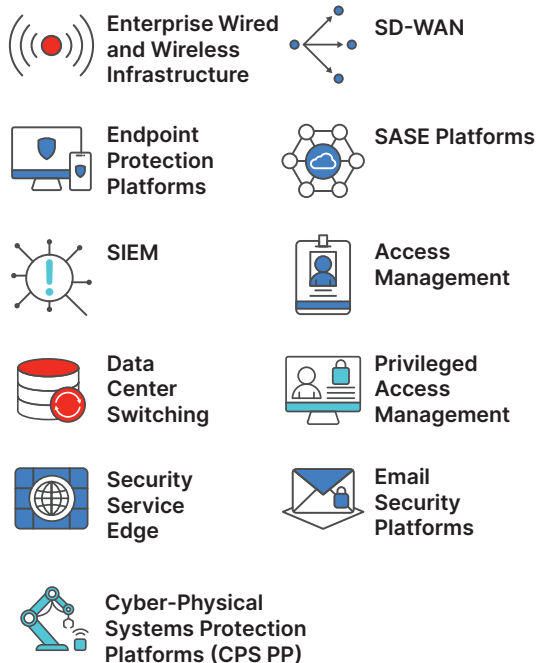 Enterprise Wired
and Wireless
Infrastructure
SD-WAN
Endpoint
Protection
Platforms
SASE Platforms
SIEM
Access
Management
Data
Center
Switching
Privileged
Access
Management
Security
Service
Edge
Email
Security
Platforms
Cyber-Physical
Systems Protection
Platforms (CPS PP)